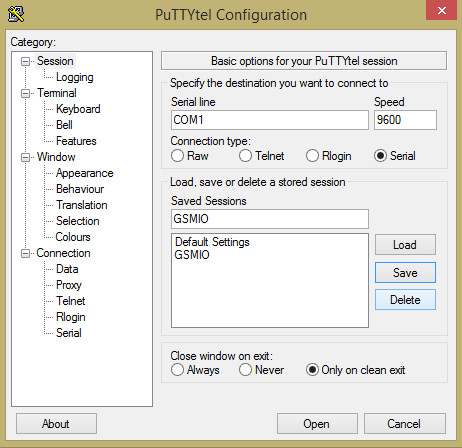 PuTTYtel Configuration
Category:
Session
Logging
Terminal
Keyboard
Bell
Features
Window
Appearance
Behaviour
Translation
Selection
Colours
Connection
Data
Proxy
Telnet
Rlogin
Serial
Basic options for your PuTTYtel session
Specify the destination you want to connect to
Serial line Speed
COM1 9600
Connection type:
Raw Telnet Rlogin Serial
Load, save or delete a stored session
Saved Sessions
GSMIO
Default Settings
GSMIO
Load
Save
Delete
Close window on exit:
Always Never Only on clean exit
About Open Cancel